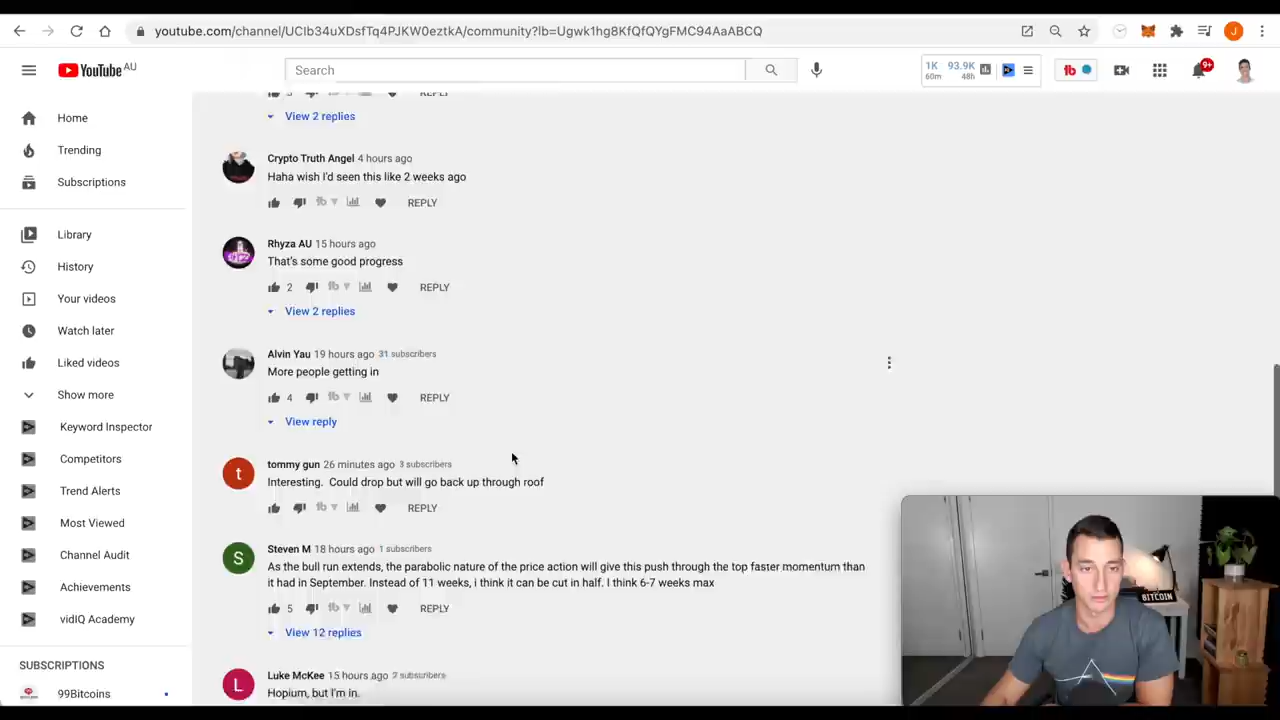 youtube.com/channel/UCIb34uXDsfTq4PJKW0eztkA/community?lb=Ugwk1hg8KfQfQYgFMC94AaABCQ
J
YouTube AU
Search
1K 93.9K
60m 48h
tb
9+
Home
Trending
Subscriptions
Library
History
Your videos
Watch later
Liked videos
Show more
Keyword Inspector
Competitors
Trend Alerts
Most Viewed
Channel Audit
Achievements
vidIQ Academy
SUBSCRIPTIONS
99Bitcoins
REPLY
View 2 replies
Crypto Truth Angel 4 hours ago
Haha wish I'd seen this like 2 weeks ago
REPLY
Rhyza AU 15 hours ago
That's some good progress
2 REPLY
View 2 replies
Alvin Yau 19 hours ago 31 subscribers
More people getting in
4 REPLY
View reply
t
tommy gun 26 minutes ago 3 subscribers
Interesting. Could drop but will go back up through roof
REPLY
S
Steven M 18 hours ago 1 subscribers
As the bull run extends, the parabolic nature of the price action will give this push through the top faster momentum than
it had in September. Instead of 11 weeks, i think it can be cut in half. I think 6-7 weeks max
5 REPLY
View 12 replies
L
Luke McKee 15 hours ago 2 subscribers
Hopium, but I'm in.
BITCOIN